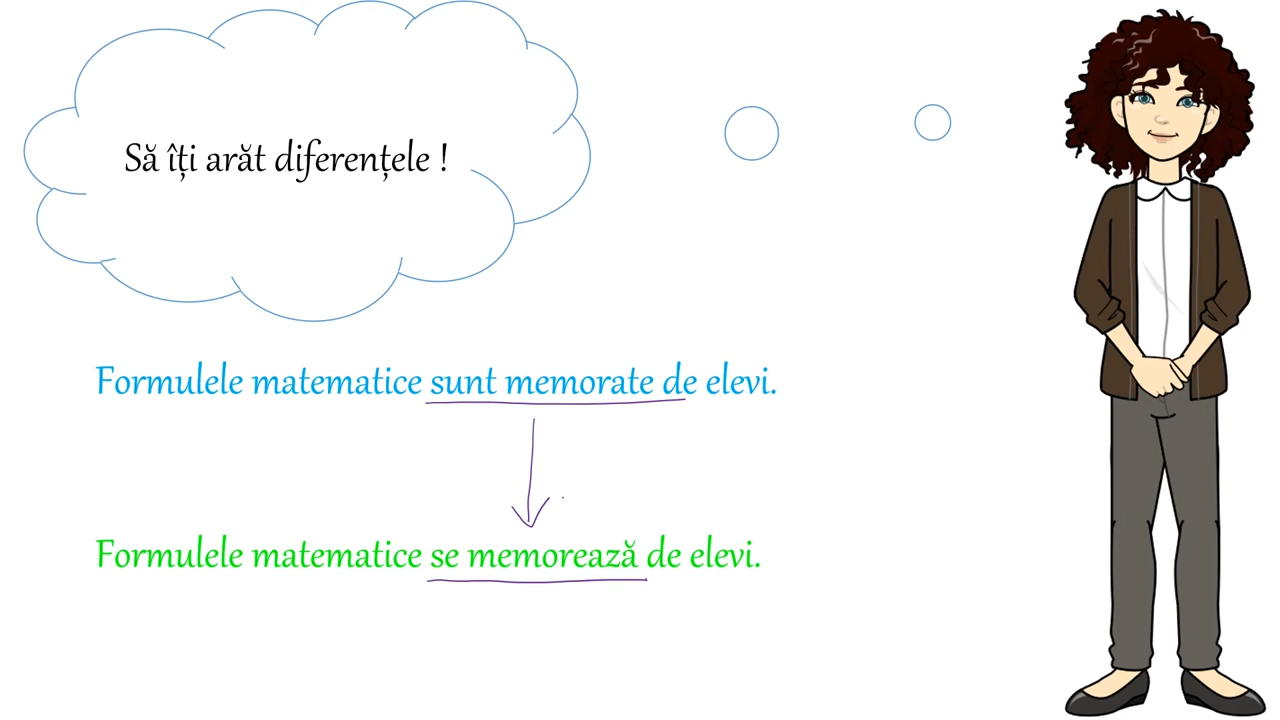 Să îți arăt diferențele !
Formulele matematice sunt memorate de elevi.
Formulele matematice se memorează de elevi.